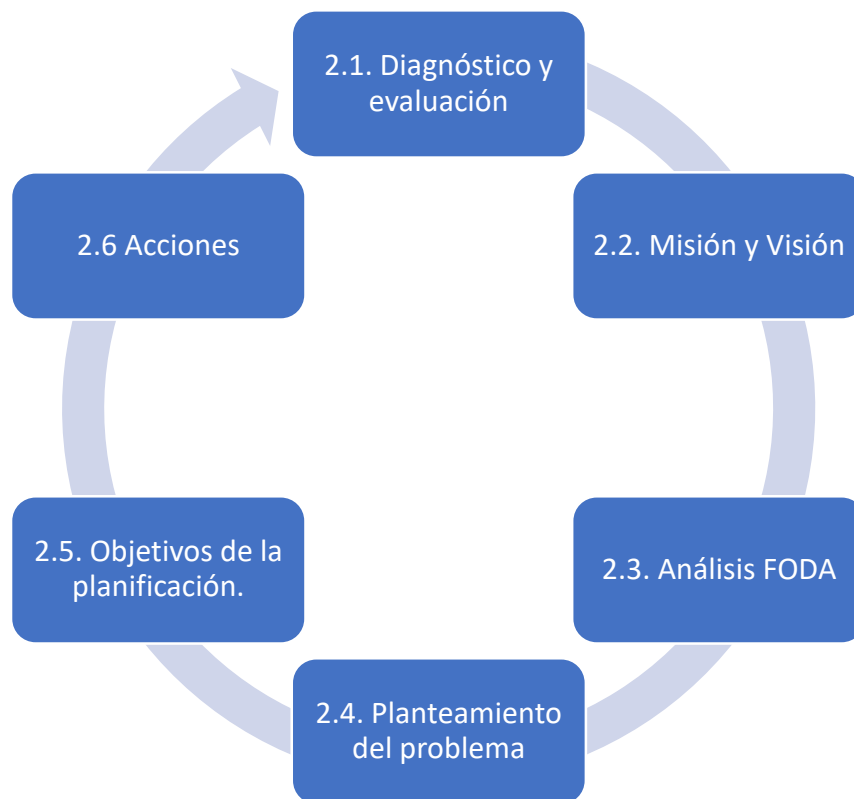 2.1. Diagnóstico y
evaluación
2.2. Misión y Visión
2.3. Análisis FODA
2.4. Planteamiento
del problema
2.5. Objetivos de la
planificación.
2.6 Acciones